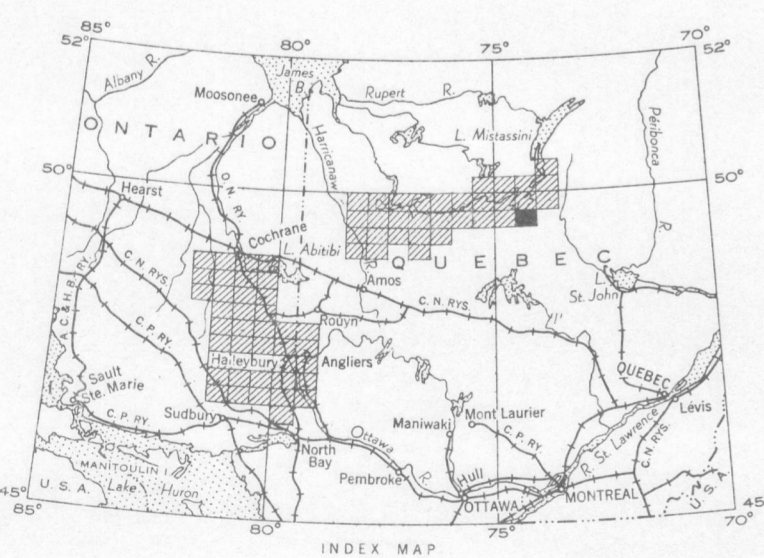 85°
80°
75°
70°
52°
52°
Albany R.
James
B.
Rupert R.
Moosonee
L. Mistassini
Péribonca
R.
ONTARIO
Harricanaw
R.
50°
50°
Hearst
O.N. RY.
Cochrane
L. Abitibi
QUEBEC
C.N. RYS.
Amos
L.
St. John
A.C. & H.B. RY.
C.P. RY.
C.N. RYS.
Rouyn
Haileybury
Angliers
QUEBEC
Sault
Ste. Marie
Lévis
C.P. RY.
Sudbury
Maniwaki
Mont Laurier
C.P. RY.
R. St. Lawrence
C.N. RYS.
North
Bay
Ottawa R.
MANITOULIN I.
Pembroke
Hull
U.S.A.
Lake Huron
OTTAWA
MONTREAL
U.S.A.
45°
45
85°
80°
75°
70°
INDEX MAP